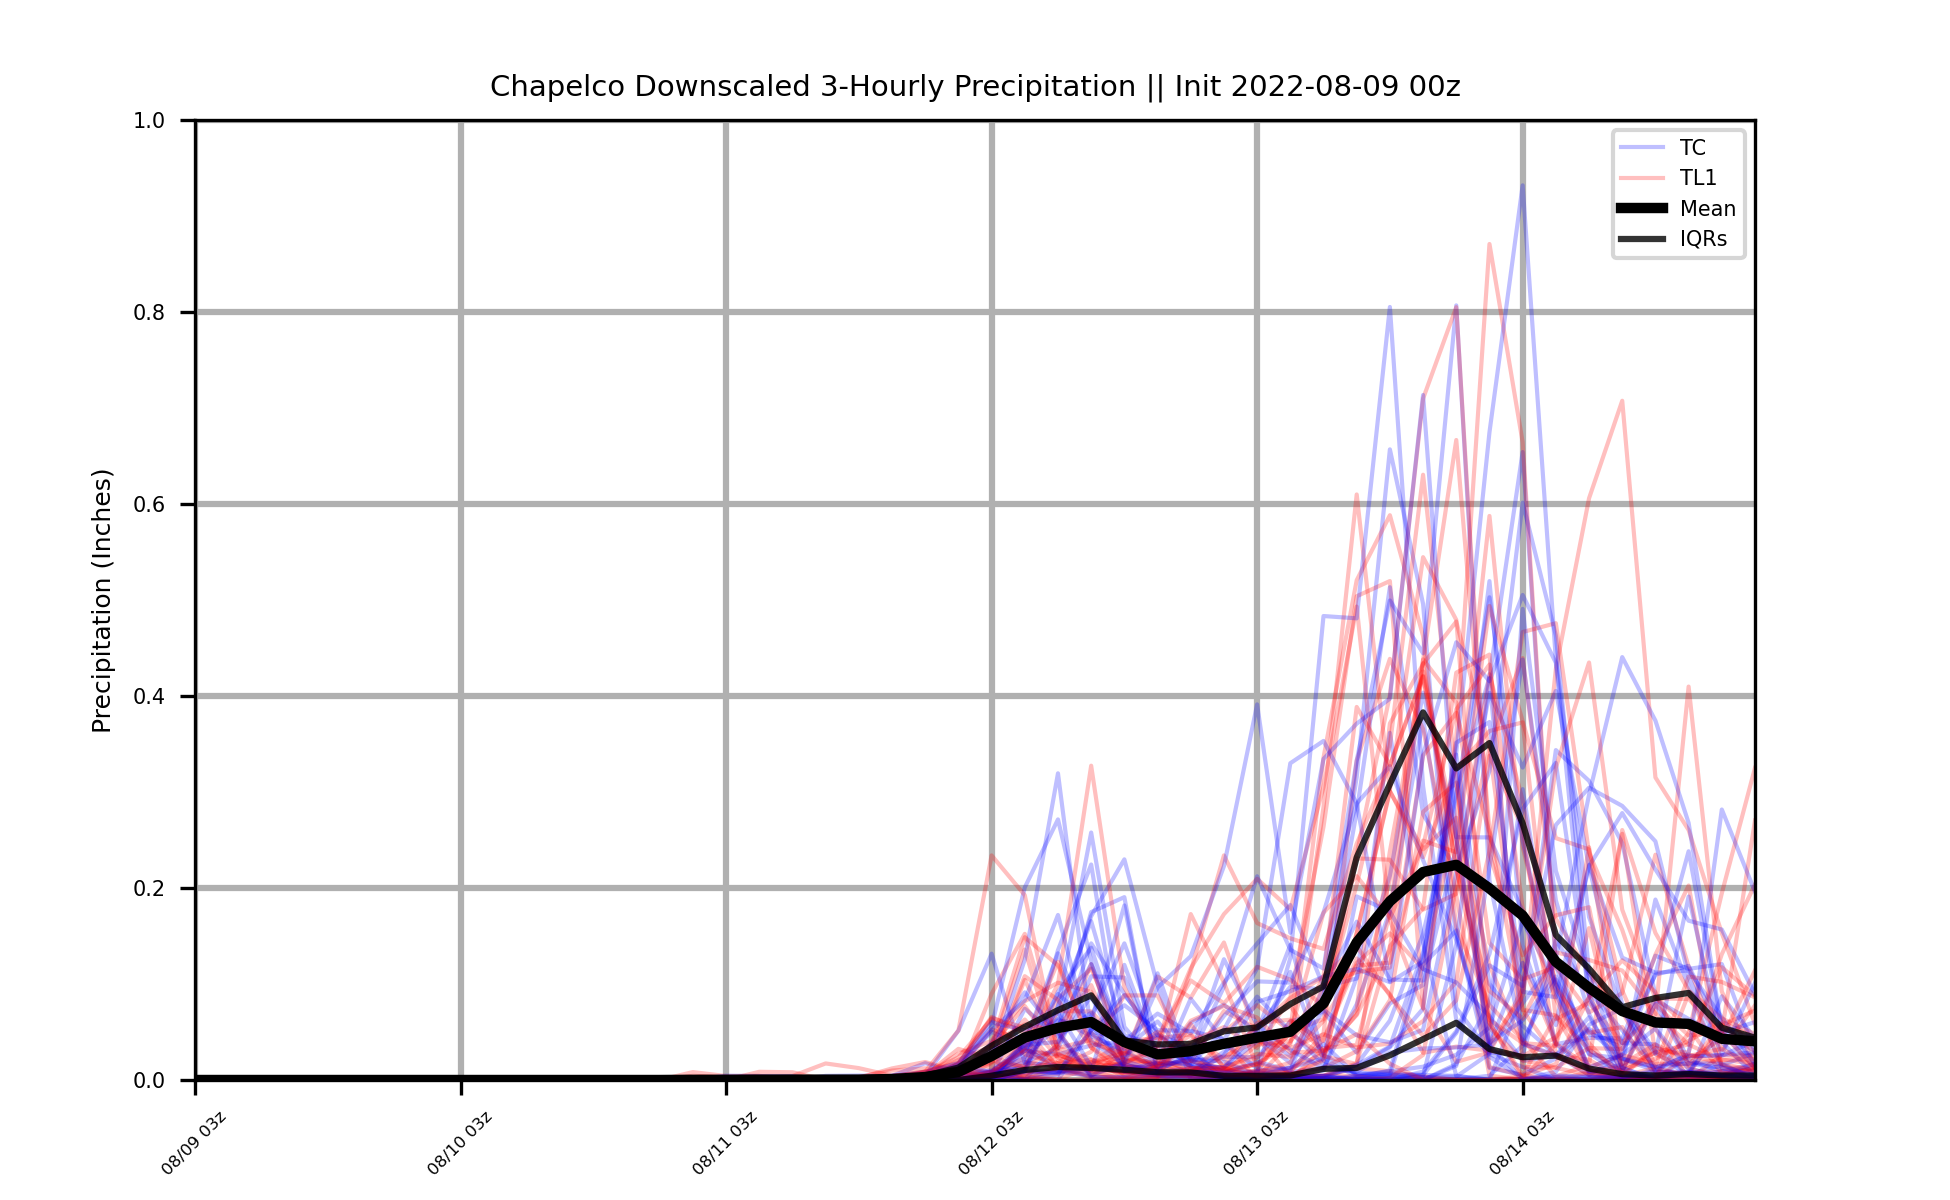 Chapelco Downscaled 3-Hourly Precipitation || Init 2022-08-09 00z
1.0
0.8
0.6
0.4
0.2
0.0
Precipitation (Inches)
TC
TL1
Mean
IQRs
08/09 03z
08/10 03z
08/11 03z
08/12 03z
08/13 03z
08/14 03z